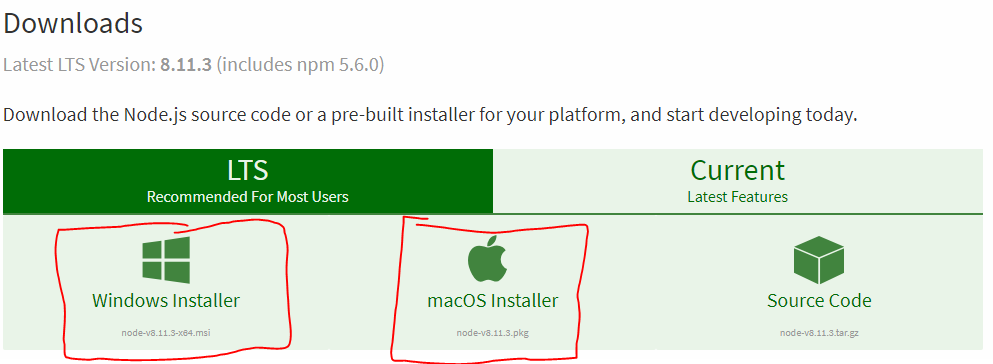 Downloads
Latest LTS Version: 8.11.3 (includes npm 5.6.0)
Download the Node.js source code or a pre-built installer for your platform, and start developing today.
LTS
Recommended For Most Users
Current
Latest Features
Windows Installer
node-v8.11.3-x64.msi
macOS Installer
node-v8.11.3.pkg
Source Code
node-v8.11.3.tar.gz